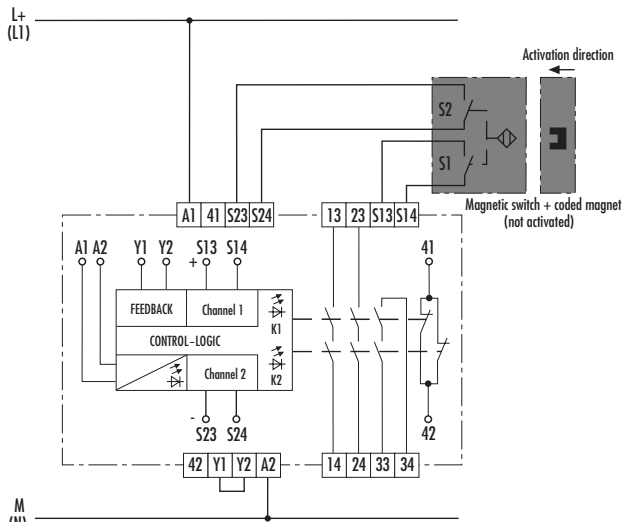 L+
(L1)
Activation direction
S2
S1
Magnetic switch + coded magnet
(not activated)
A1 41 S23 S24
13 23 S13 S14
A1 A2 Y1 Y2 S13 S14
+
41
FEEDBACK Channel 1
K1
CONTROL-LOGIC
Channel 2
K2
-
S23 S24
42
42 Y1 Y2 A2
14 24 33 34
M
(N)